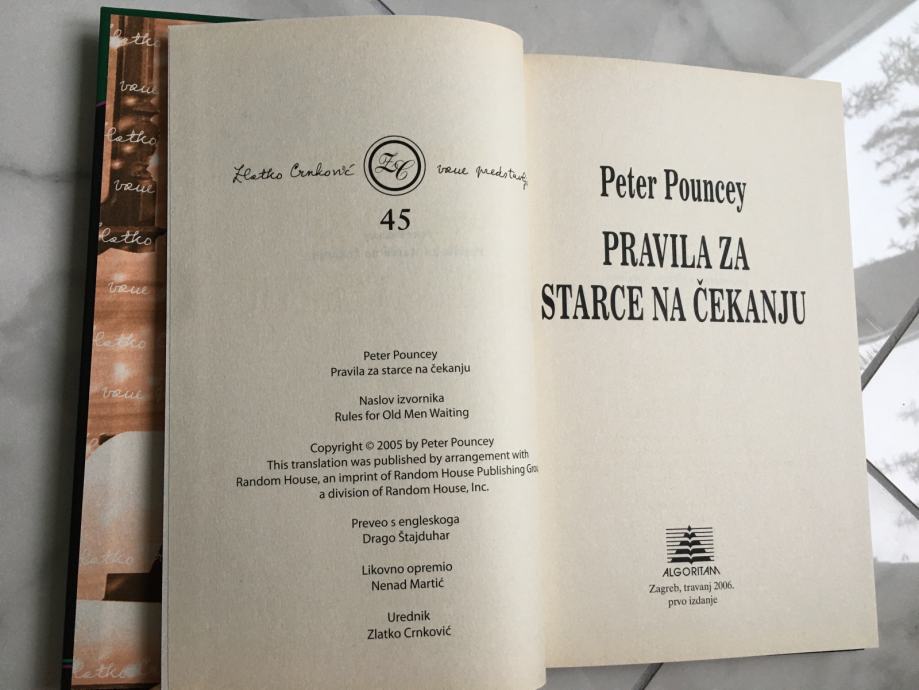 Zlatko Crnković
ZC
vam predstavlja
45
Peter Pouncey
Pravila za starce na čekanju
Naslov izvornika
Rules for Old Men Waiting
Copyright © 2005 by Peter Pouncey
This translation was published by arrangement with
Random House, an imprint of Random House Publishing Grou
a division of Random House, Inc.
Preveo s engleskoga
Drago Štajduhar
Likovno opremio
Nenad Martić
Urednik
Zlatko Crnković
Peter Pouncey
PRAVILA ZA
STARCE NA ČEKANJU
ALGORITAM
Zagreb, travanj 2006.
prvo izdanje